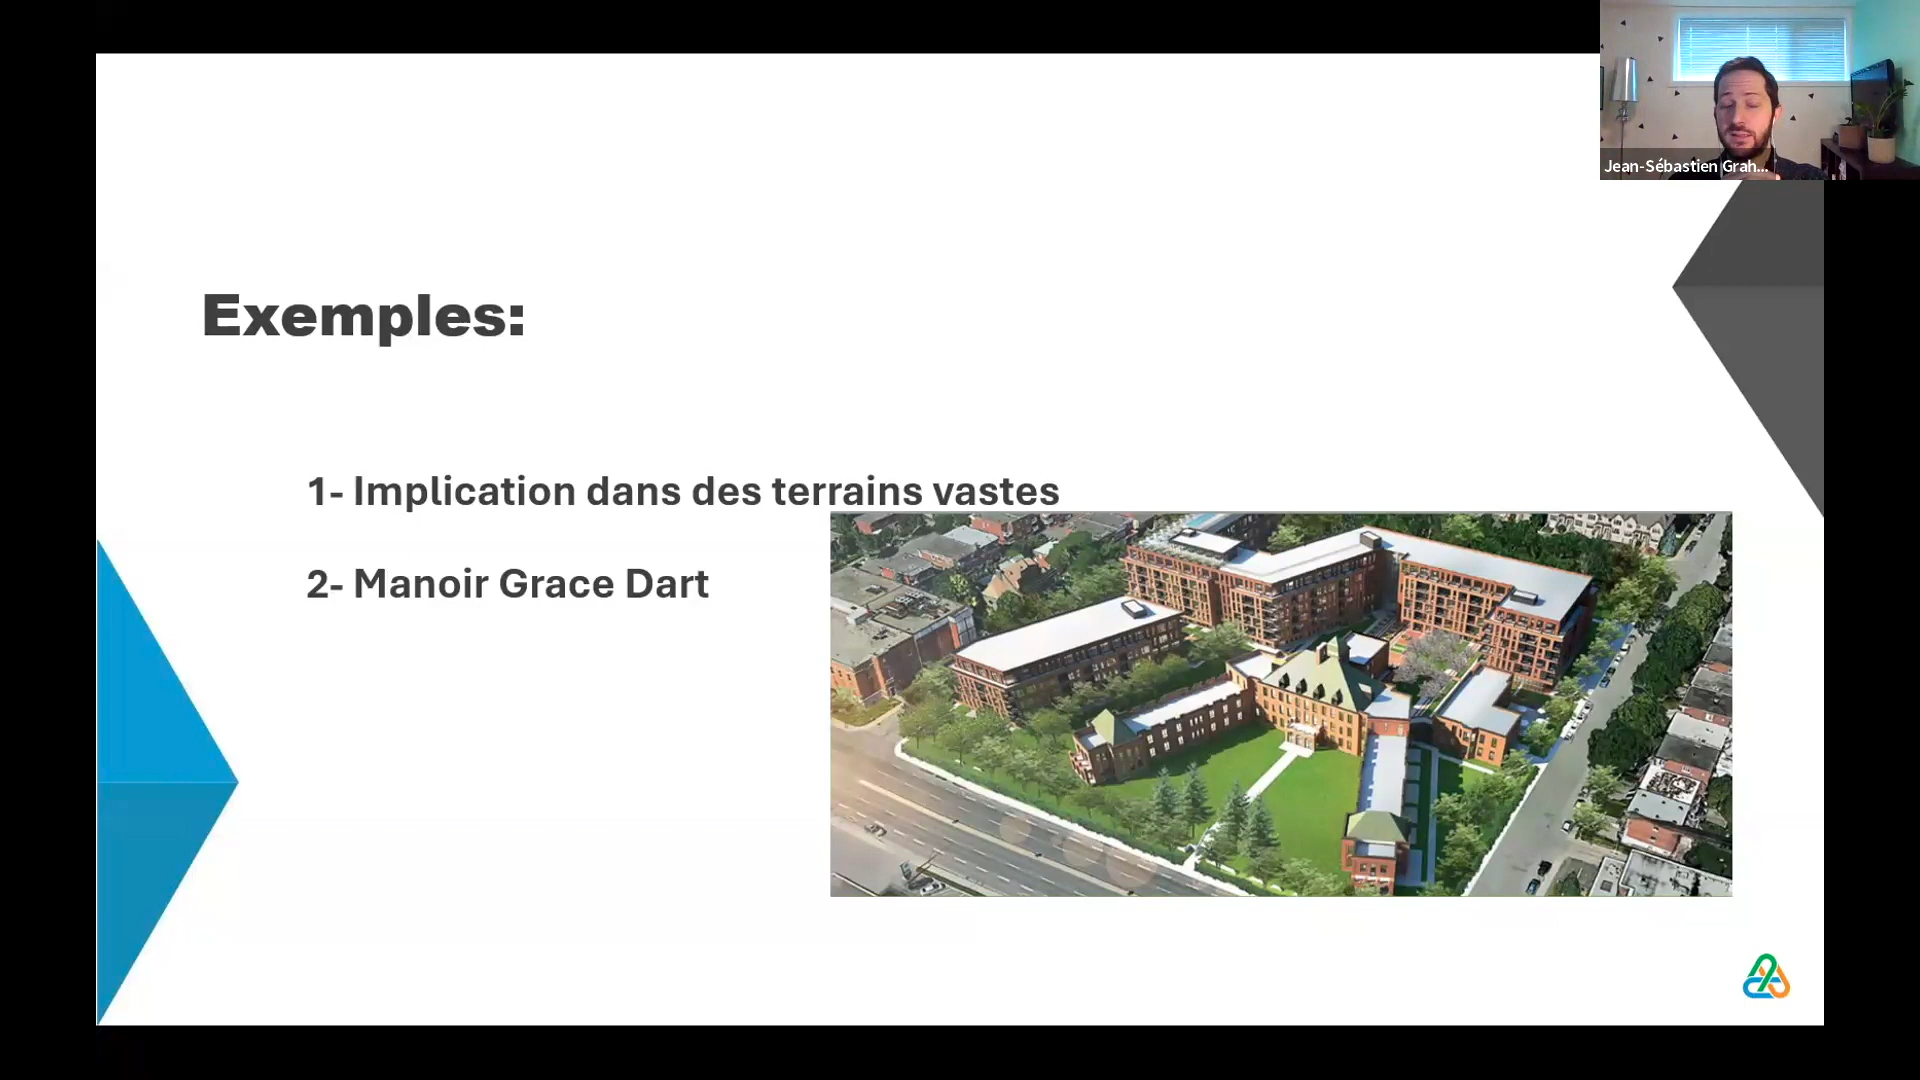 Jean-Sébastien Grah...
Exemples:
1- Implication dans des terrains vastes
2- Manoir Grace Dart